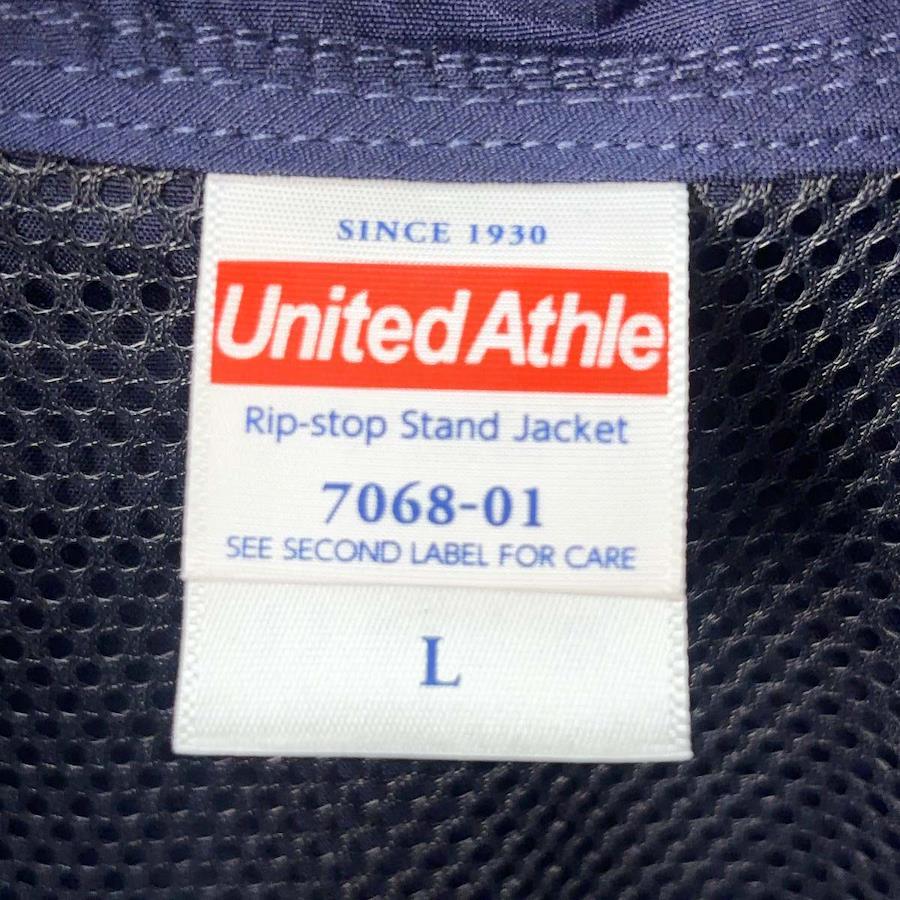 SINCE 1930
United Athle
Rip-stop Stand Jacket
7068-01
SEE SECOND LABEL FOR CARE
L